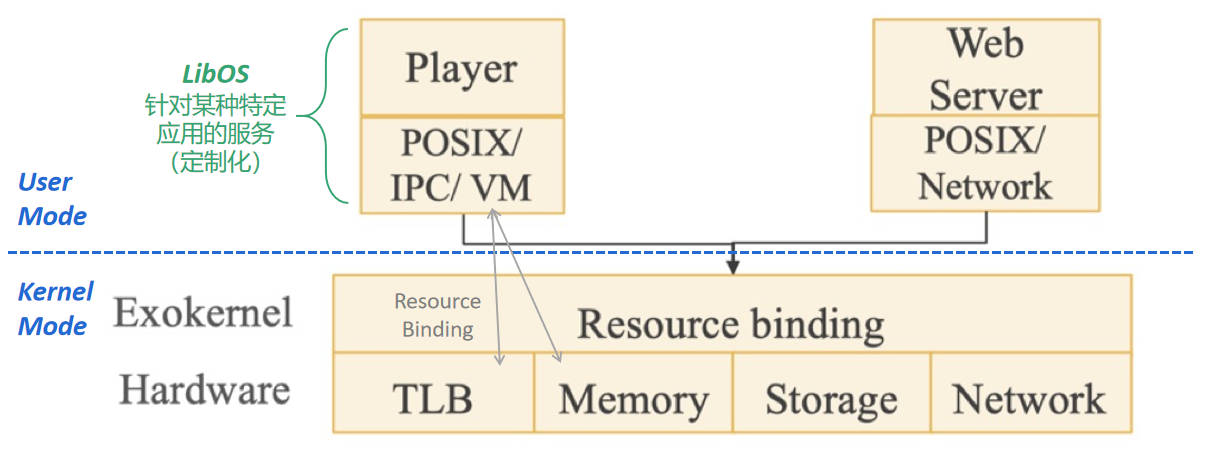 LibOS
针对某种特定
应用的服务
（定制化）
Player
POSIX/
IPC/ VM
Web
Server
POSIX/
Network
User
Mode
Kernel
Mode
Exokernel
Resource
Binding
Resource binding
Hardware
TLB
Memory
Storage
Network